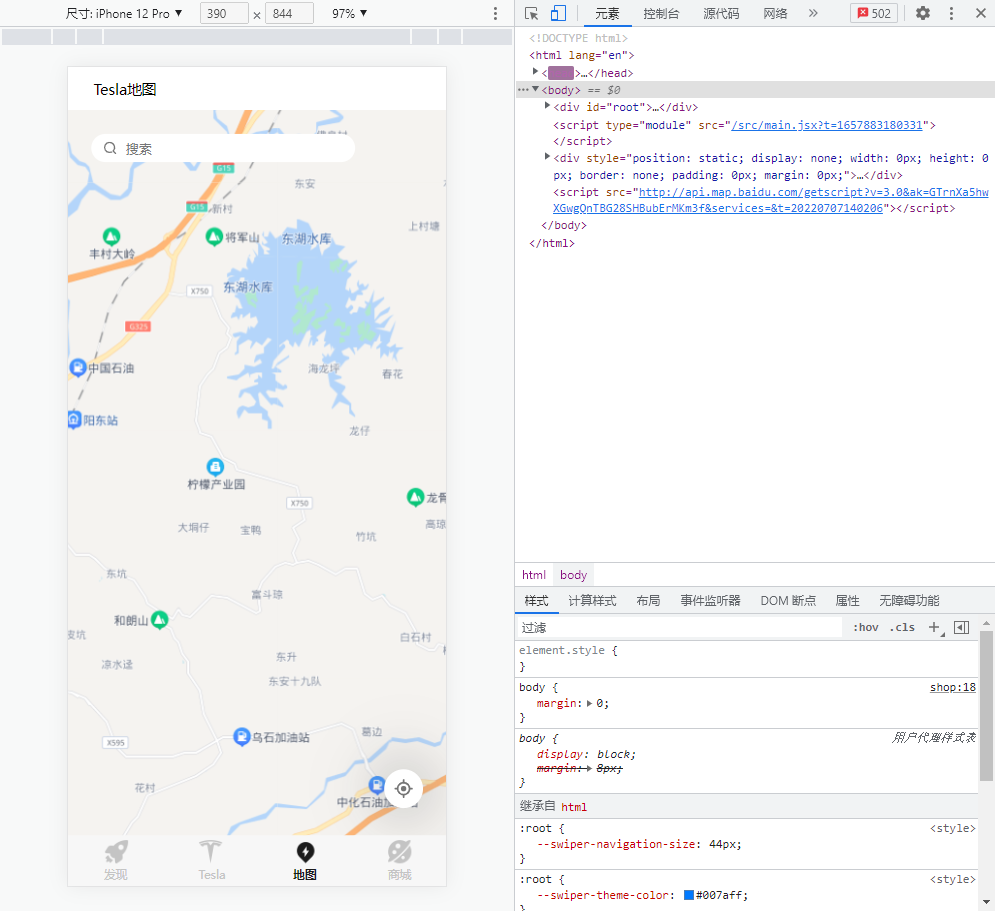 尺寸: iPhone 12 Pro ▼ 390 × 844 97% ▼
Tesla地图
搜索
G15
东安
G15
新村
上村塘
丰村大岭
将军山
东湖水库
东湖水库
X750
G325
海龙坪
中国石油
春花
阳东站
龙仔
柠檬产业园
X750
龙骨
大垌仔
宝鸭
高琼
竹坑
东坑
富斗琼
和朗山
白石村
凉水迳
东升
东安十九队
X595
乌石加油站
墓边
花村
中化石油加
发现 Tesla 地图 商城
元素 控制台 源代码 网络 » 502
<!DOCTYPE html>
<html lang="en">
<…</head>
<body> == $0
<div id="root">…</div>
<script type="module" src="/src/main.jsx?t=1657883180331">
</script>
<div style="position: static; display: none; width: 0px; height: 0
px; border: none; padding: 0px; margin: 0px;">…</div>
<script src="http://api.map.baidu.com/getscript?v=3.0&ak=GTrnXa5hw
XGwgQnTBG28SHBubErMKm3f&services=&t=20220707140206"></script>
</body>
</html>
html body
样式 计算样式 布局 事件监听器 DOM 断点 属性 无障碍功能
过滤 :hov .cls +
element.style {
}
body { shop:18
margin: 0;
}
body { 用户代理样式表
display: block;
margin: 8px;
}
继承自 html
:root { <style>
--swiper-navigation-size: 44px;
}
:root { <style>
--swiper-theme-color: #007aff;